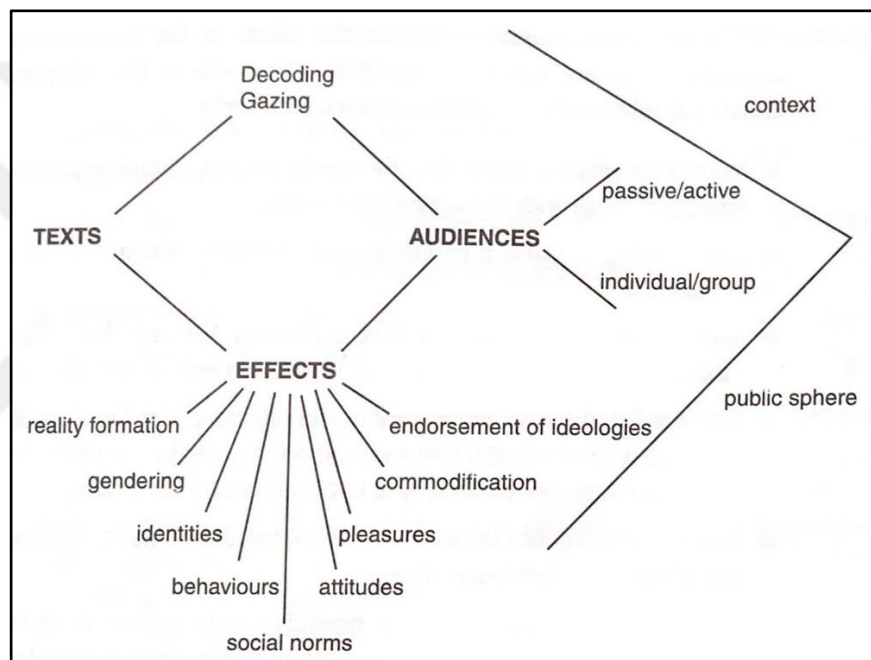 Decoding
Gazing
context
passive/active
TEXTS
AUDIENCES
individual/group
EFFECTS
public sphere
reality formation
endorsement of ideologies
gendering
commodification
identities
pleasures
behaviours
attitudes
social norms